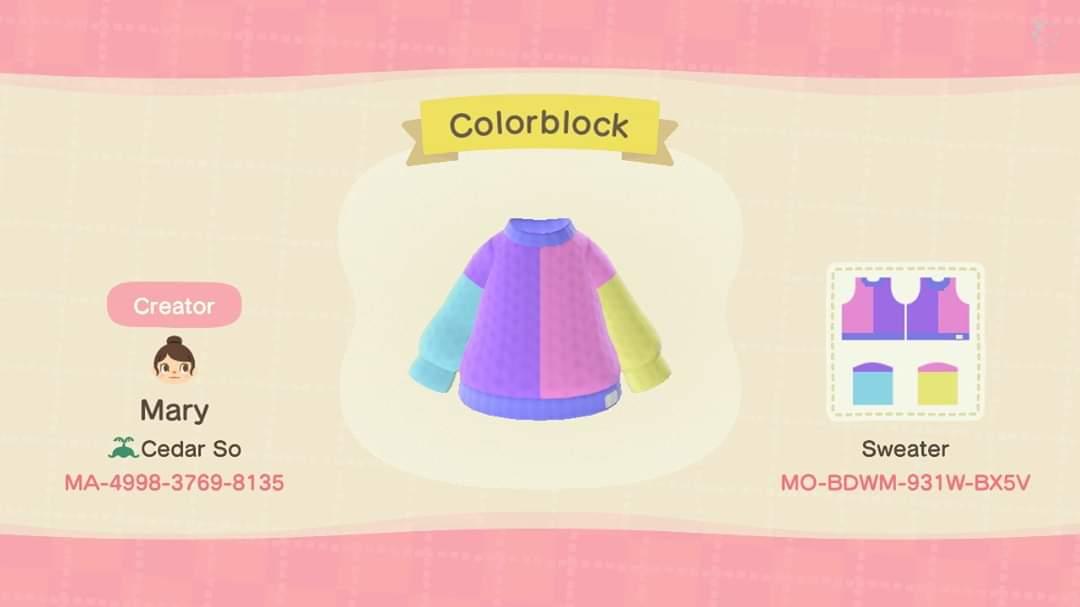 Colorblock
Creator
Mary
Cedar So
MA-4998-3769-8135
Sweater
MO-BDWM-931W-BX5V